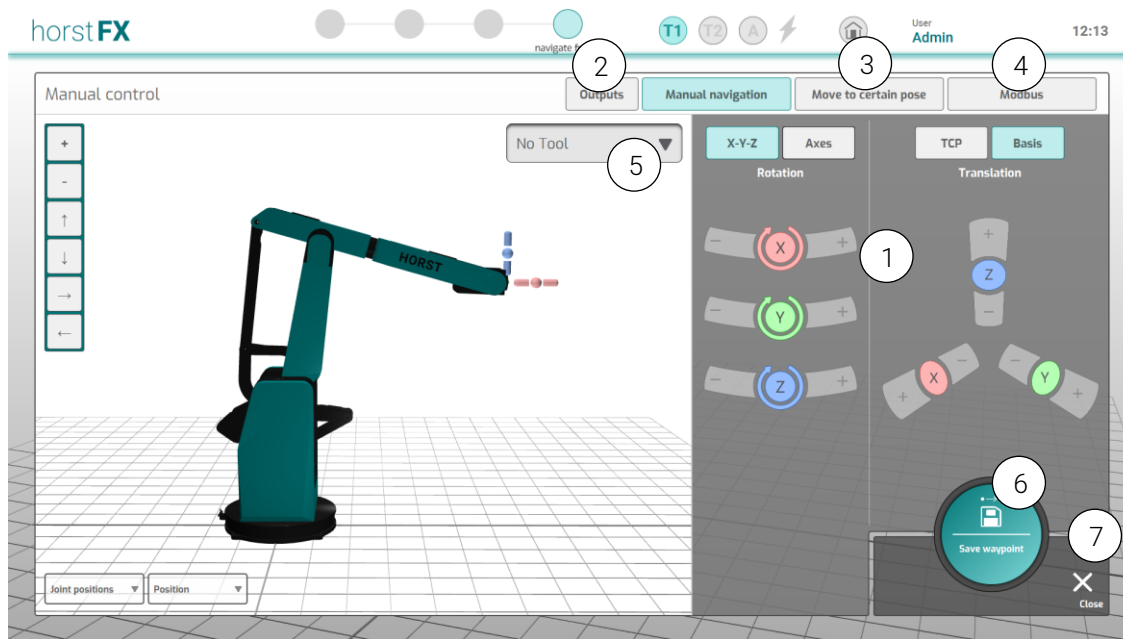 horstFX
T1
T2
A
User
Admin
12:13
navigate f
2
3
4
Manual control
Outputs
Manual navigation
Move to certain pose
Modbus
+
-
↑
↓
→
←
No Tool
5
X-Y-Z
Axes
TCP
Basis
Rotation
Translation
- X +
1
- Y +
- Z +
+
Z
-
X - +
Y - +
HORST
6
Save waypoint
7
Close
Joint positions
Position